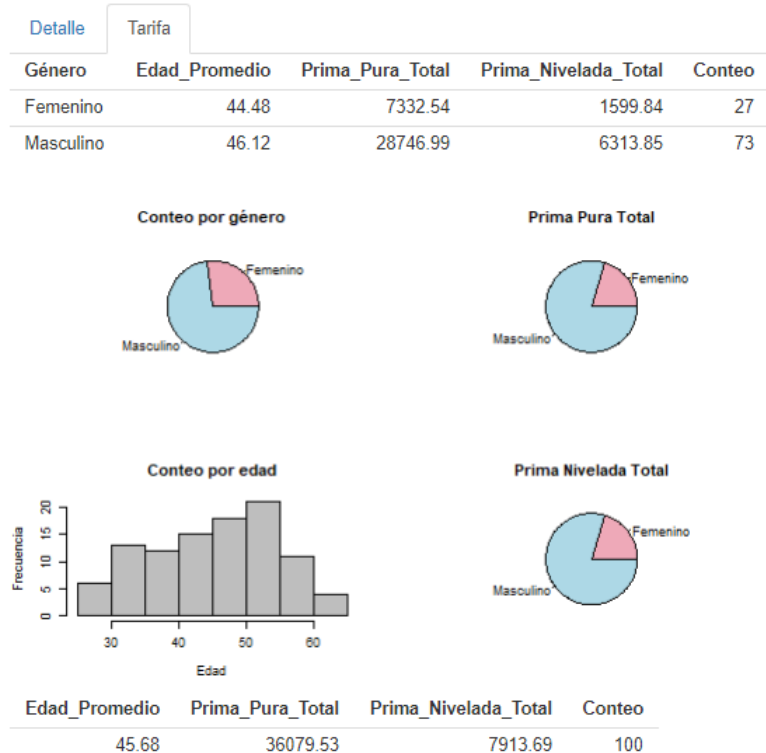 Detalle Tarifa
Género Edad_Promedio Prima_Pura_Total Prima_Nivelada_Total Conteo
Femenino 44.48 7332.54 1599.84 27
Masculino 46.12 28746.99 6313.85 73
Conteo por género Prima Pura Total
Femenino Femenino
Masculino Masculino
Conteo por edad Prima Nivelada Total
20
15
10
5
0
Frecuencia
30 40 50 60
Edad
Femenino
Masculino
Edad_Promedio Prima_Pura_Total Prima_Nivelada_Total Conteo
45.68 36079.53 7913.69 100